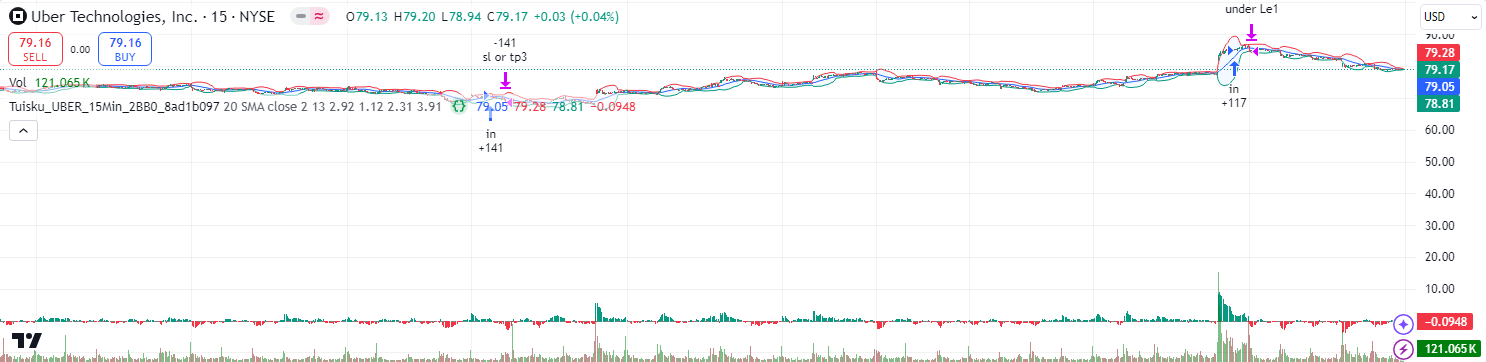 Uber Technologies, Inc. · 15 · NYSE O79.13 H79.20 L78.94 C79.17 +0.03 (+0.04%)
under Le1
USD
79.16
SELL
0.00
79.16
BUY
-141
sl or tp3
Vol 121.065 K
Tuisku_UBER_15Min_2BB0_8ad1b097 20 SMA close 2 13 2.92 1.12 2.31 3.91 {} 79.05 79.28 78.81 −0.0948
in
+141
in
+117
90.00
79.28
79.17
79.05
78.81
60.00
50.00
40.00
30.00
20.00
10.00
−0.0948
121.065 K